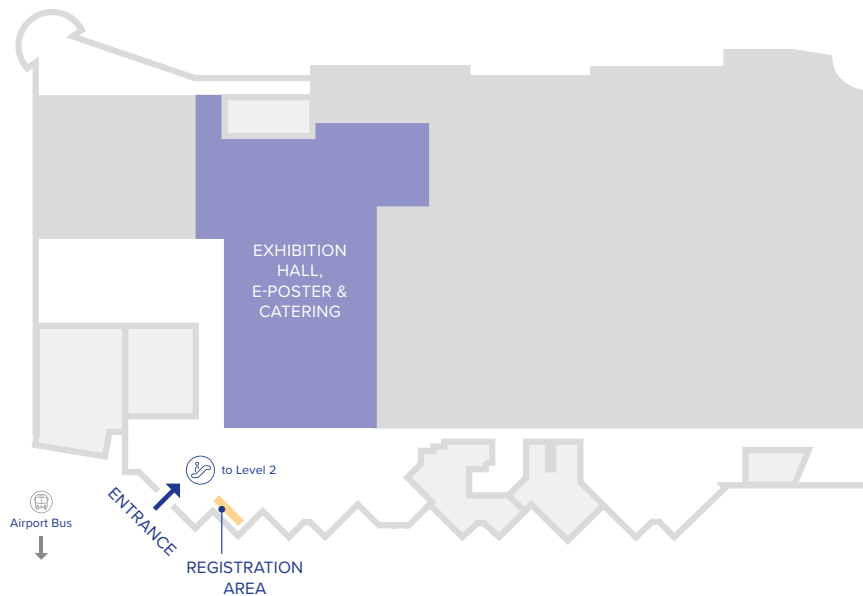 EXHIBITION
HALL,
E-POSTER &
CATERING
to Level 2
ENTRANCE
Airport Bus
REGISTRATION
AREA